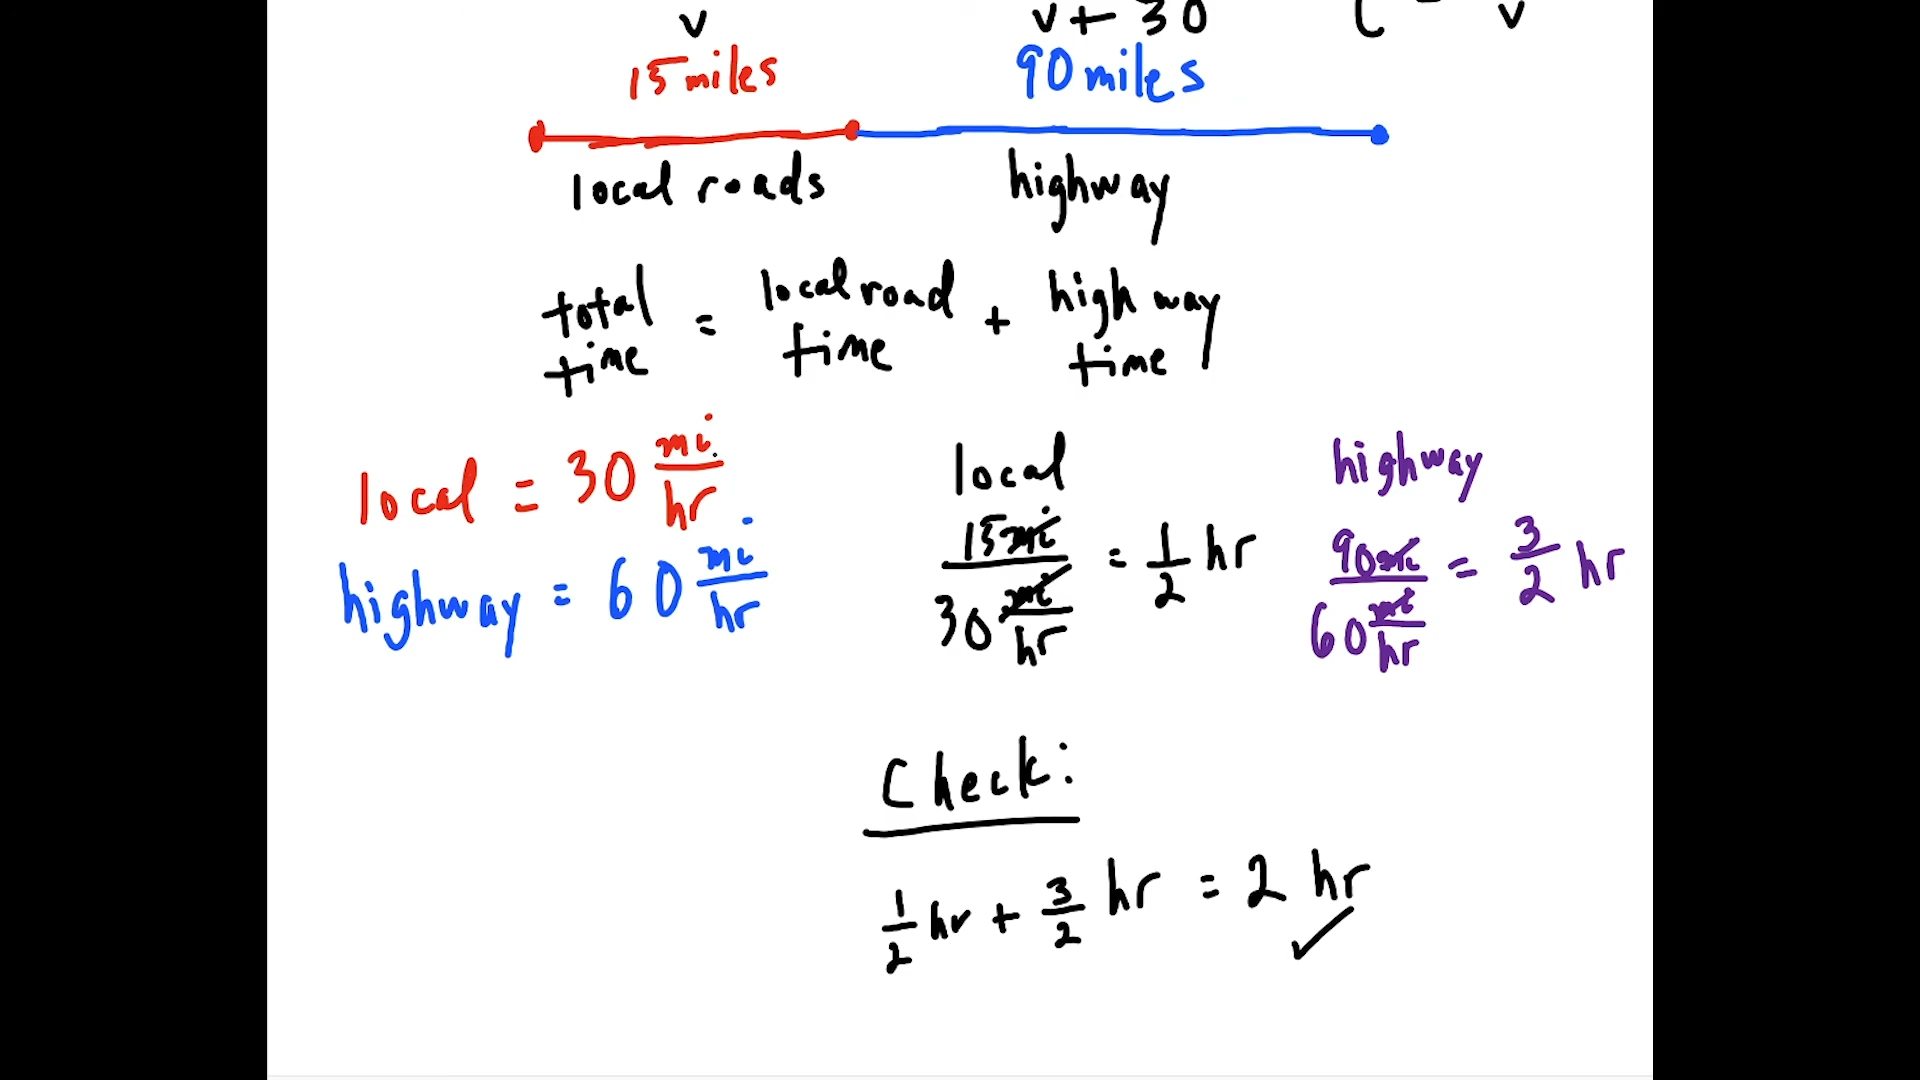 v v + 30 t = v
15 miles 90 miles
local roads highway
total time = local road time + highway time
local = 30 mi/hr
highway = 60 mi/hr
local
15 mi / 30 mi/hr = 1/2 hr
highway
90 mi / 60 mi/hr = 3/2 hr
Check:
1/2 hr + 3/2 hr = 2 hr ✓